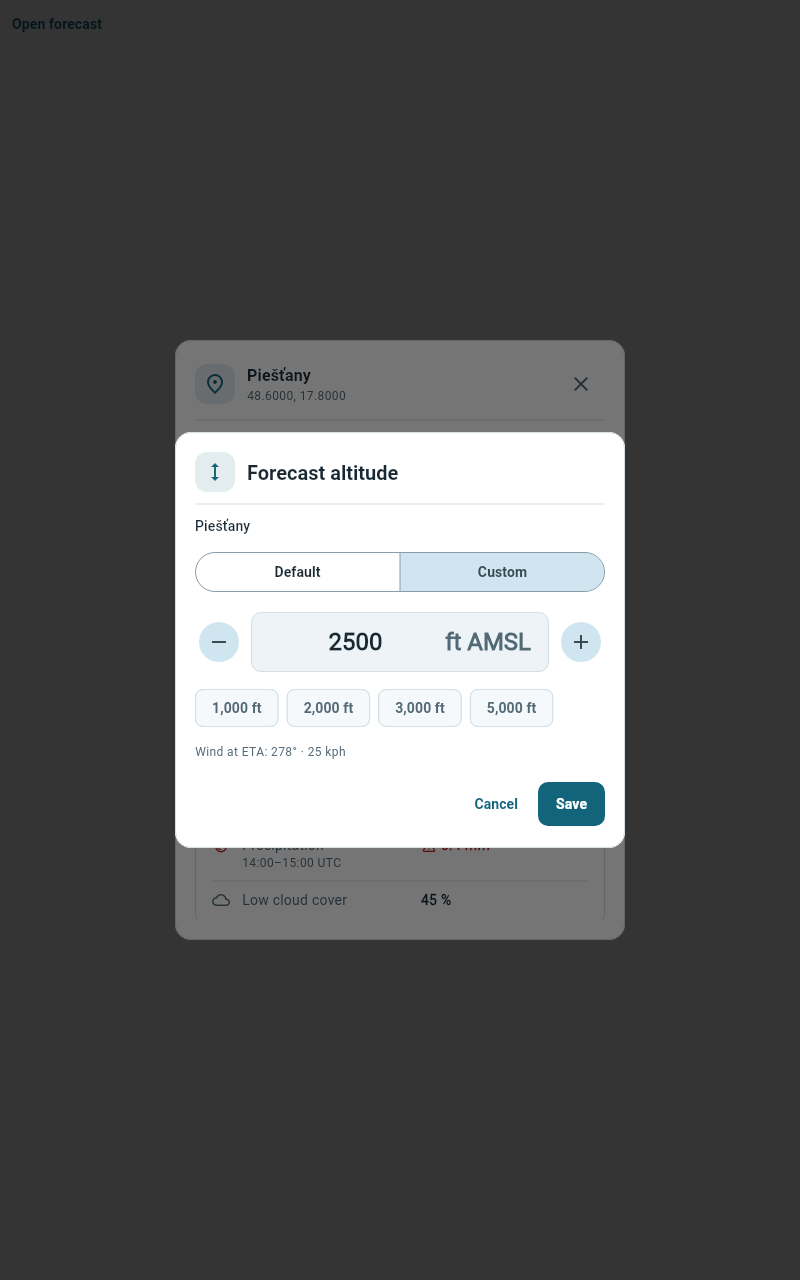 Open forecast
Piešťany
48.6000, 17.8000
Forecast altitude
Piešťany
Default
Custom
2500 ft AMSL
1,000 ft
2,000 ft
3,000 ft
5,000 ft
Wind at ETA: 278° · 25 kph
Cancel
Save
14:00–15:00 UTC
Low cloud cover
45 %